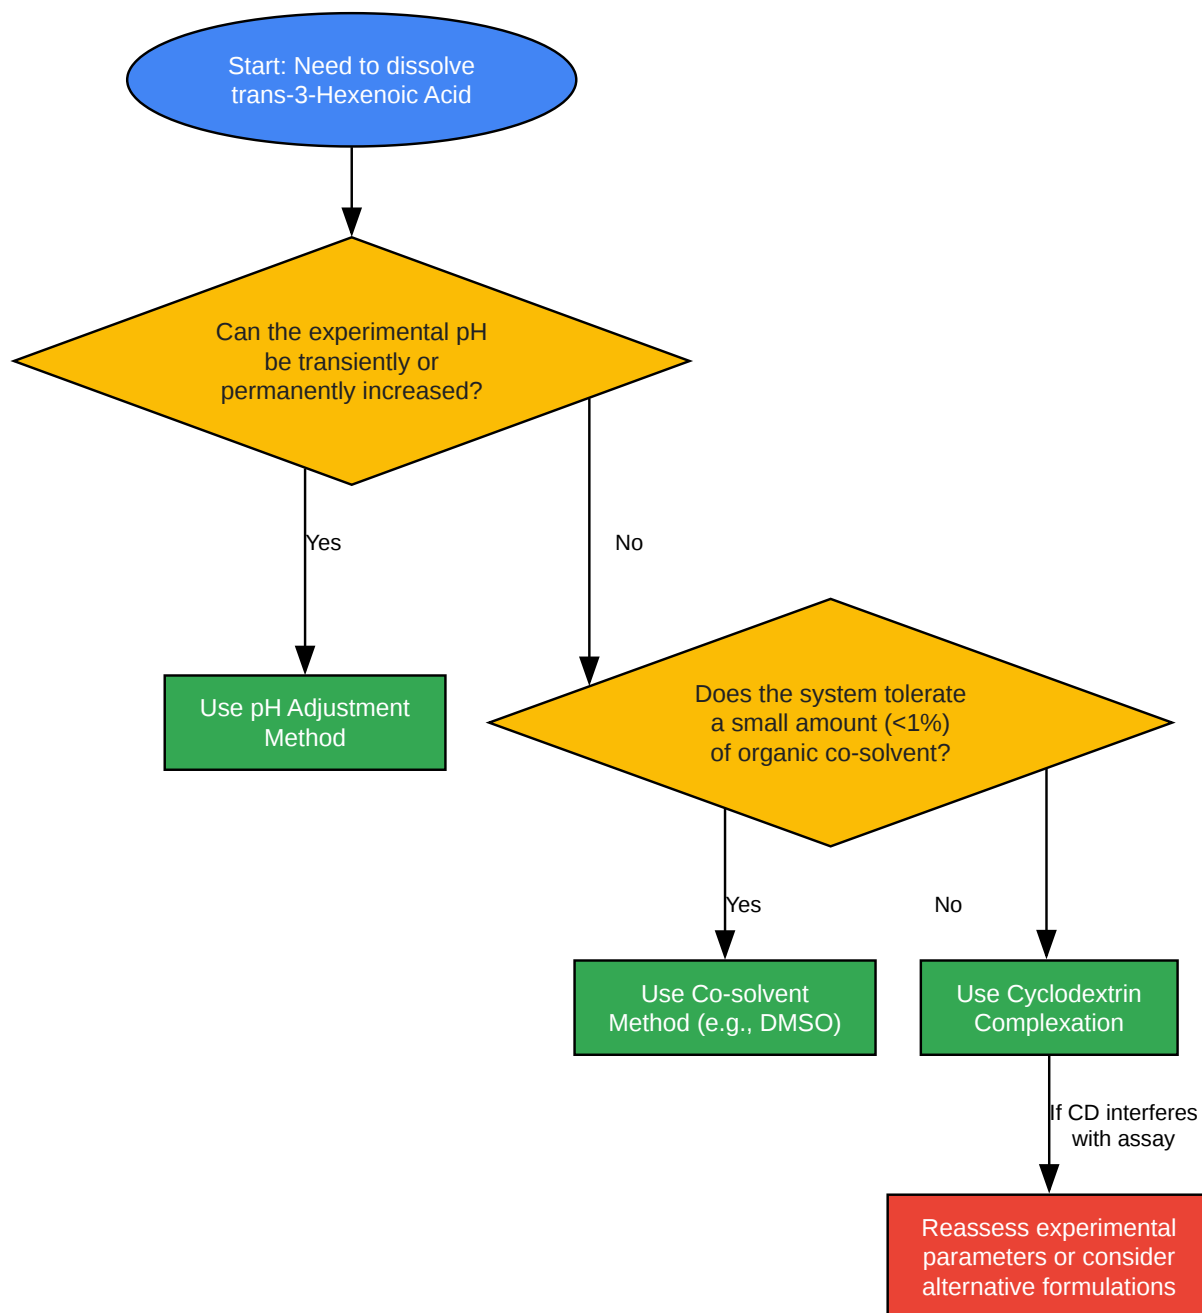 Start: Need to dissolve
trans-3-Hexenoic Acid
Can the experimental pH
be transiently or
permanently increased?
Yes
No
Use pH Adjustment
Method
Does the system tolerate
a small amount (<1%)
of organic co-solvent?
Yes
No
Use Co-solvent
Method (e.g., DMSO)
Use Cyclodextrin
Complexation
If CD interferes
with assay
Reassess experimental
parameters or consider
alternative formulations